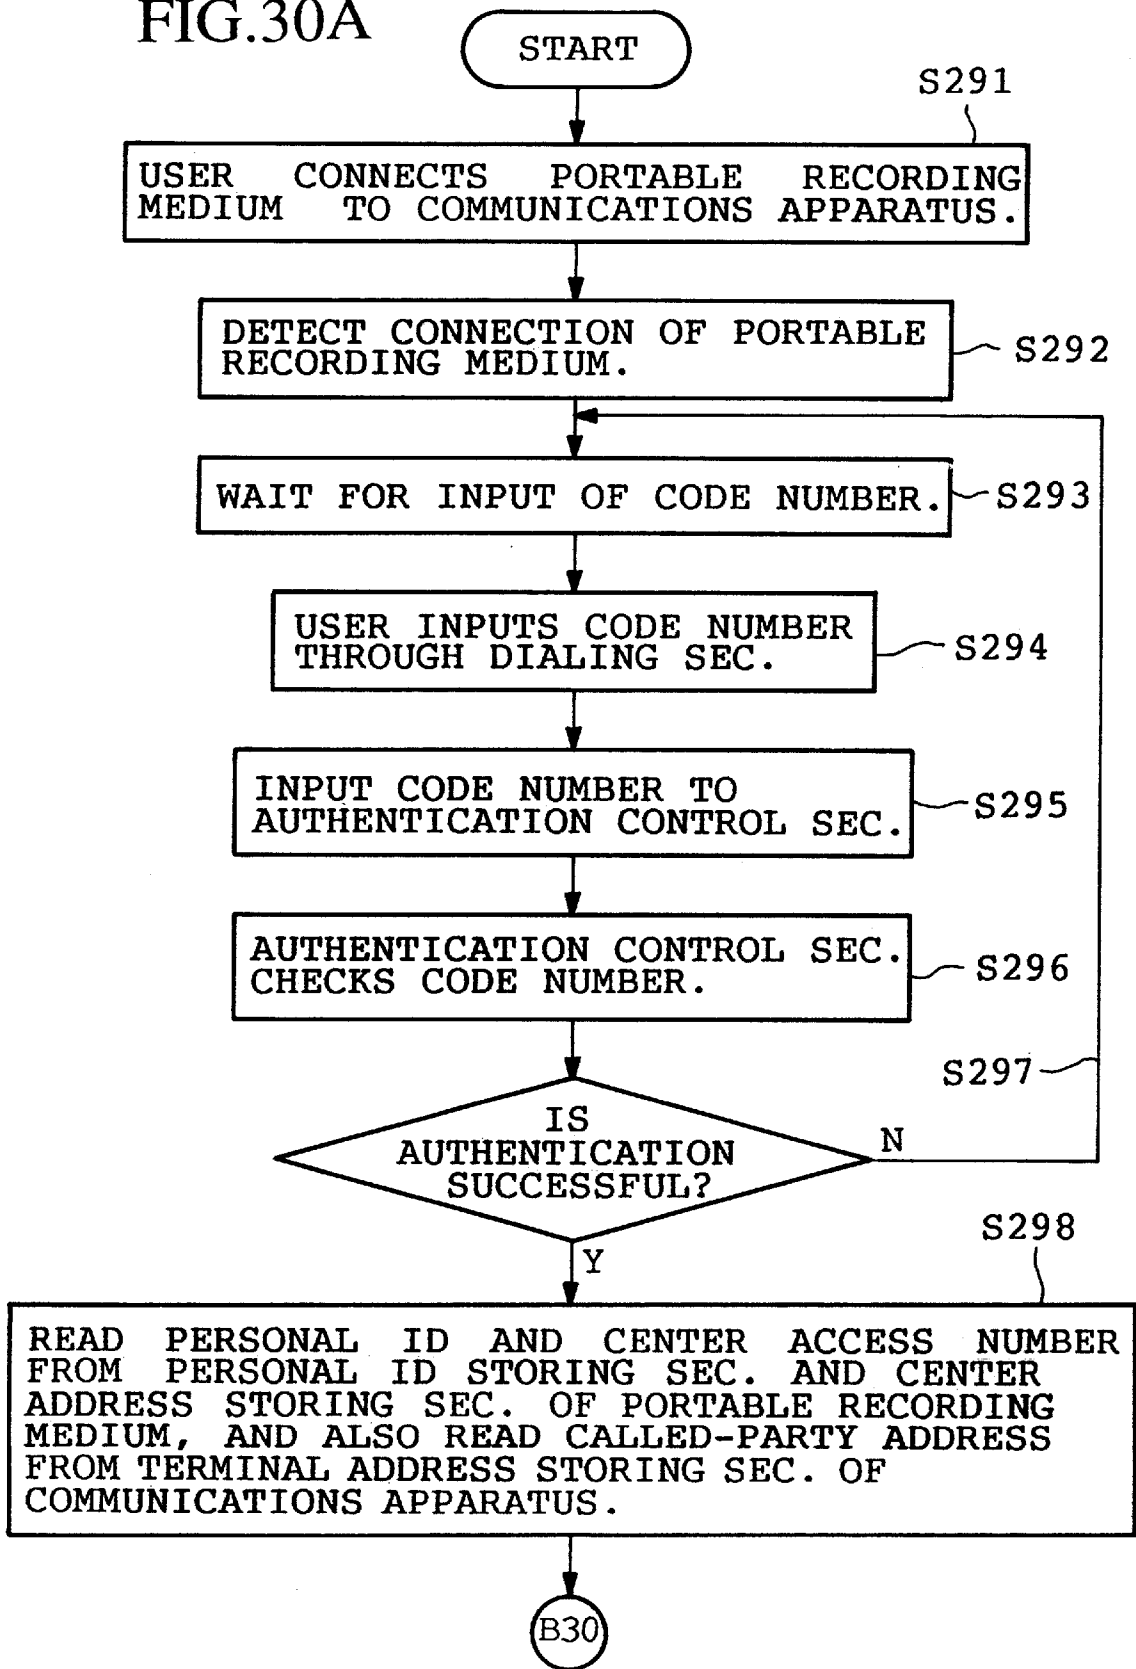 FIG.30A
START
S291
USER CONNECTS PORTABLE RECORDING
MEDIUM TO COMMUNICATIONS APPARATUS.
DETECT CONNECTION OF PORTABLE
RECORDING MEDIUM.
S292
WAIT FOR INPUT OF CODE NUMBER.
S293
USER INPUTS CODE NUMBER
THROUGH DIALING SEC.
S294
INPUT CODE NUMBER TO
AUTHENTICATION CONTROL SEC.
S295
AUTHENTICATION CONTROL SEC.
CHECKS CODE NUMBER.
S296
S297
IS
AUTHENTICATION
SUCCESSFUL?
N
Y
S298
READ PERSONAL ID AND CENTER ACCESS NUMBER
FROM PERSONAL ID STORING SEC. AND CENTER
ADDRESS STORING SEC. OF PORTABLE RECORDING
MEDIUM, AND ALSO READ CALLED-PARTY ADDRESS
FROM TERMINAL ADDRESS STORING SEC. OF
COMMUNICATIONS APPARATUS.
B30